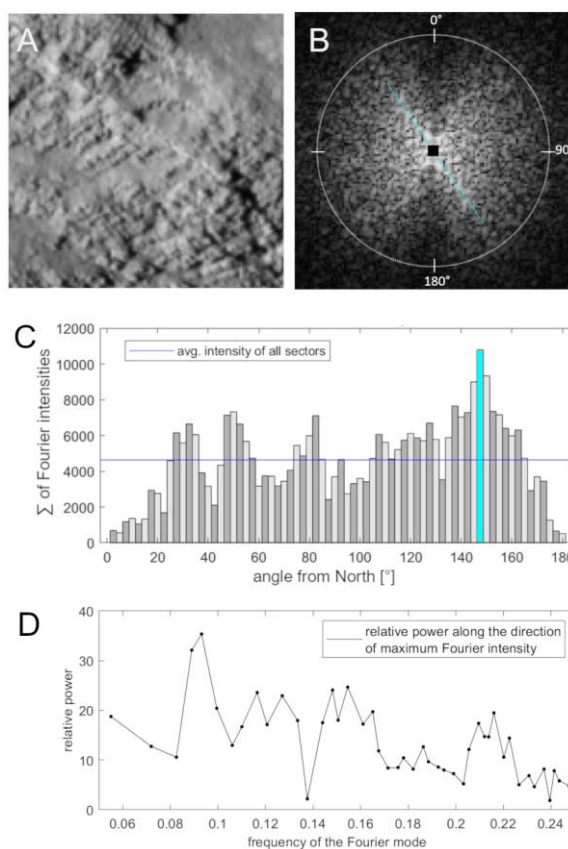 A
B
0°
90
180°
C
avg. intensity of all sectors
∑ of Fourier intensities
12000
10000
8000
6000
4000
2000
0
0 20 40 60 80 100 120 140 160 180
angle from North [°]
D
relative power along the direction
of maximum Fourier intensity
relative power
40
30
20
10
0
0.06 0.08 0.1 0.12 0.14 0.16 0.18 0.2 0.22 0.24
frequency of the Fourier mode